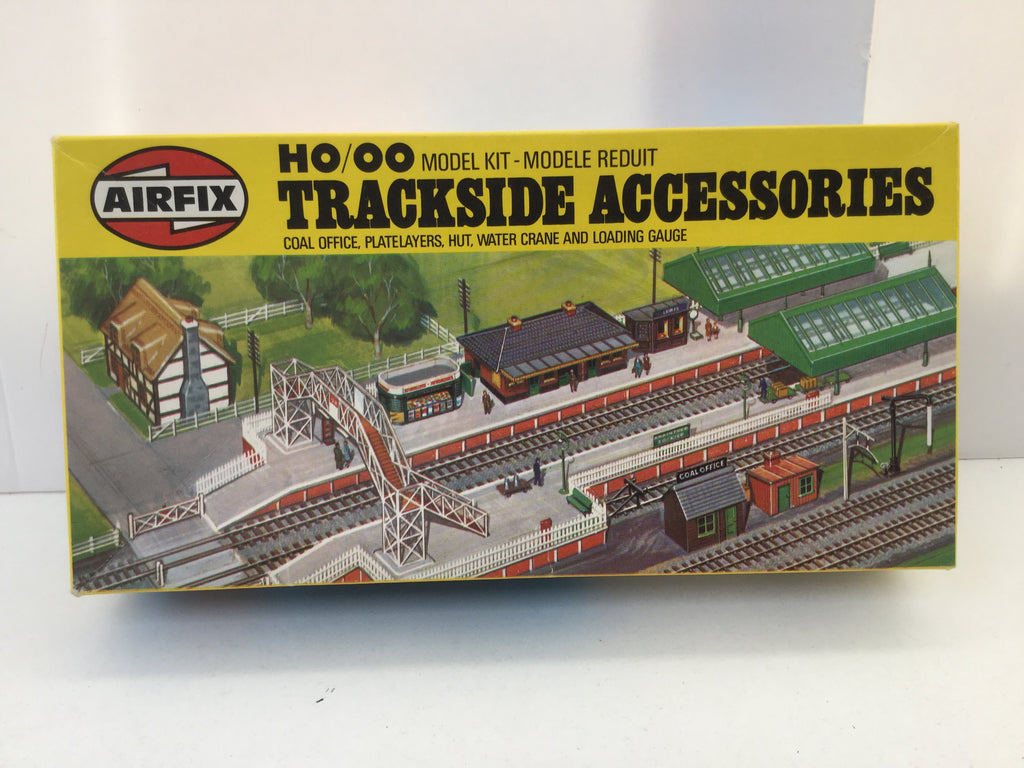 AIRFIX
HO/OO MODEL KIT - MODELE REDUIT
TRACKSIDE ACCESSORIES
COAL OFFICE, PLATELAYERS, HUT, WATER CRANE AND LOADING GAUGE
COAL OFFICE